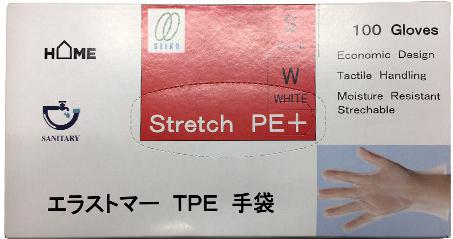 HOME
SANITARY
SEIKO
S
W
WHITE
Stretch PE+
100 Gloves
Economic Design
Tactile Handling
Moisture Resistant
Strechable
エラストマー TPE 手袋